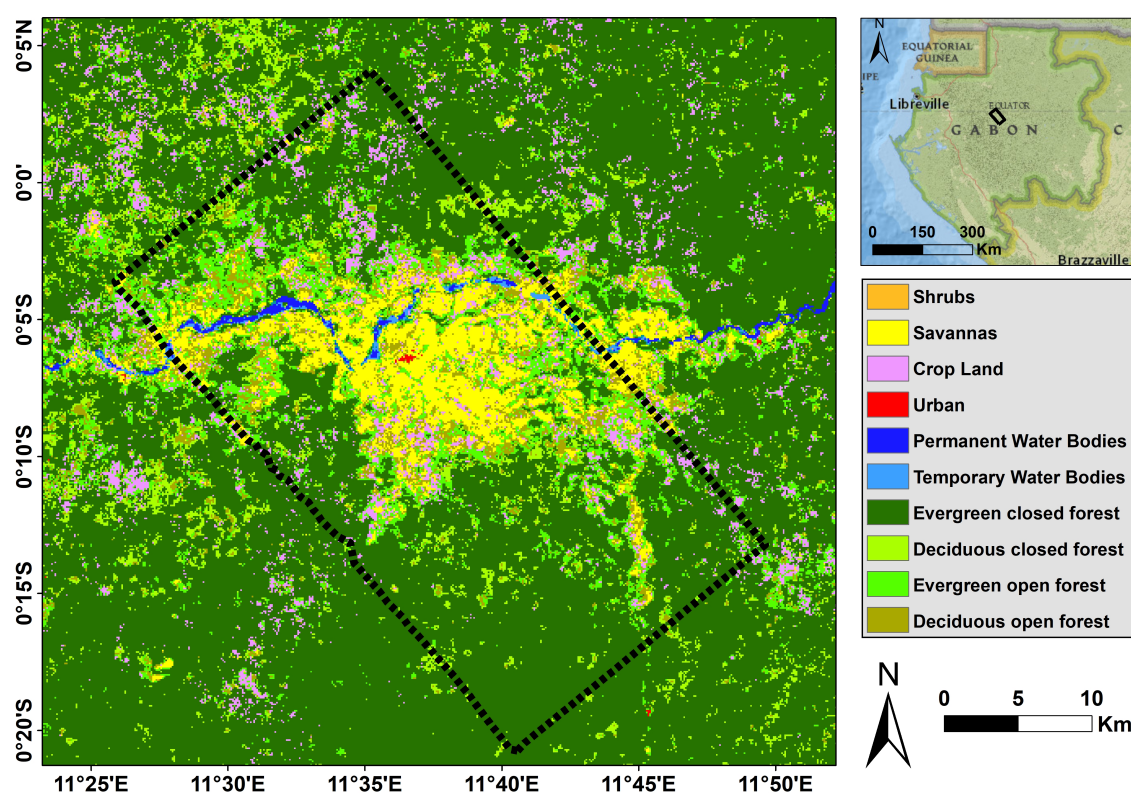 0°5'N
0°0'
0°5'S
0°10'S
0°15'S
0°20'S
11°25'E
11°30'E
11°35'E
11°40'E
11°45'E
11°50'E
N
EQUATORIAL
GUINEA
IPE
Libreville
EQUATOR
GABON
C
0 150 300
Km
Brazzaville
Shrubs
Savannas
Crop Land
Urban
Permanent Water Bodies
Temporary Water Bodies
Evergreen closed forest
Deciduous closed forest
Evergreen open forest
Deciduous open forest
N
0 5 10
Km